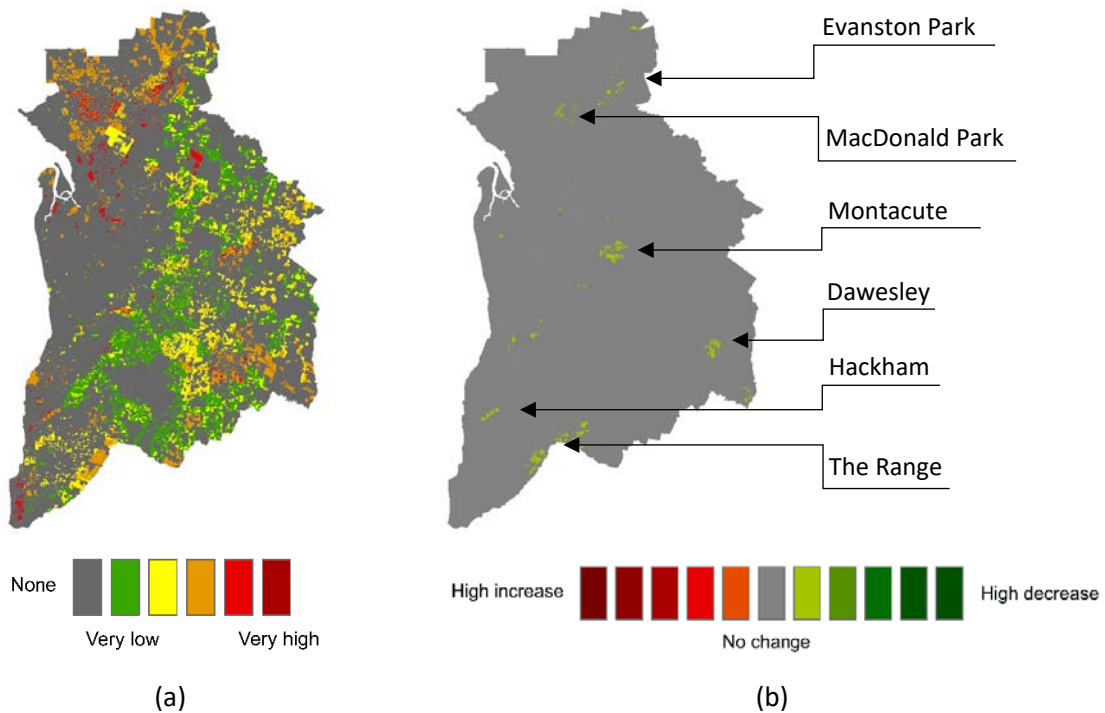 Evanston Park
MacDonald Park
Montacute
Dawesley
Hackham
The Range
None
Very low
Very high
High increase
High decrease
No change
(a)
(b)